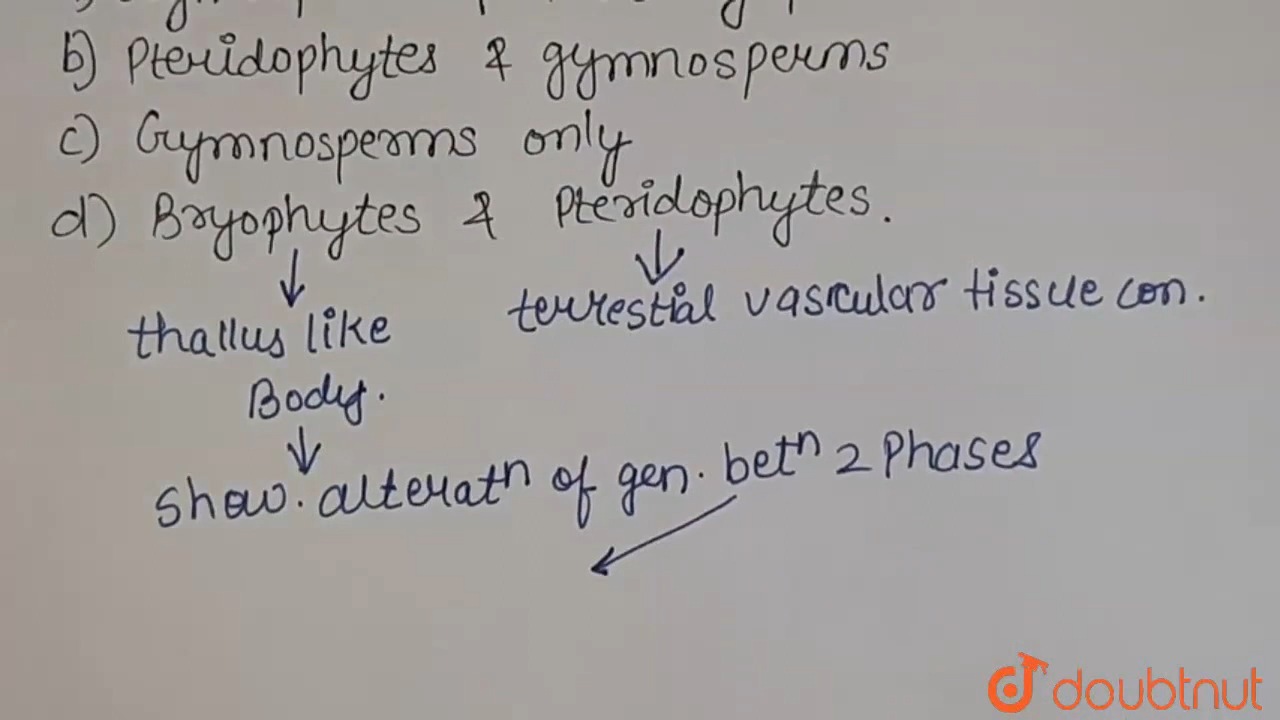 b) Pteridophytes & gymnosperms
c) Gymnosperms only
d) Bryophytes & Pteridophytes.
thallus like
Body.
terrestial vascular tissue con.
show. alteratn of gen. betn 2 Phases
doubtnut